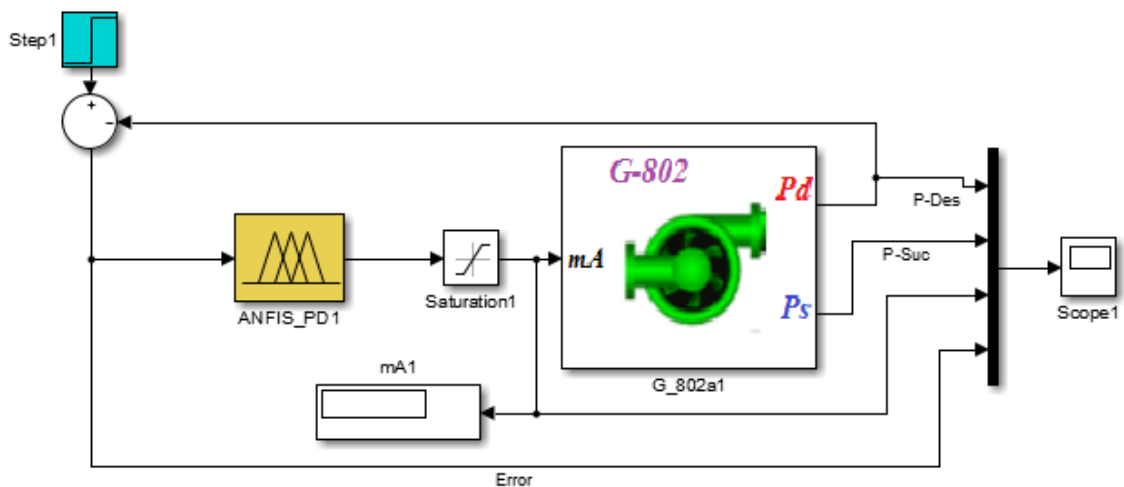 Step1
+
-
G-802
Pd
P-Des
mA
P-Suc
ANFIS_PD1
Saturation1
Ps
Scope1
mA1
G_802a1
Error